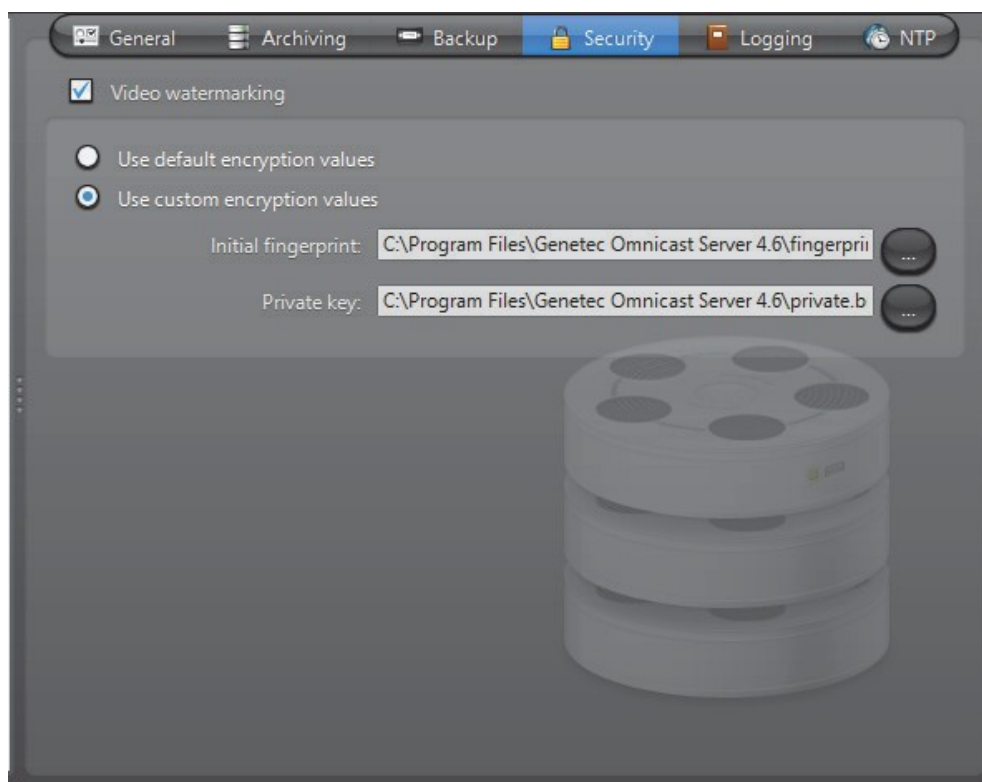 General Archiving Backup Security Logging NTP
Video watermarking
Use default encryption values
Use custom encryption values
Initial fingerprint: C:\Program Files\Genetec Omnicast Server 4.6\fingerprin
...
Private key: C:\Program Files\Genetec Omnicast Server 4.6\private.b
...